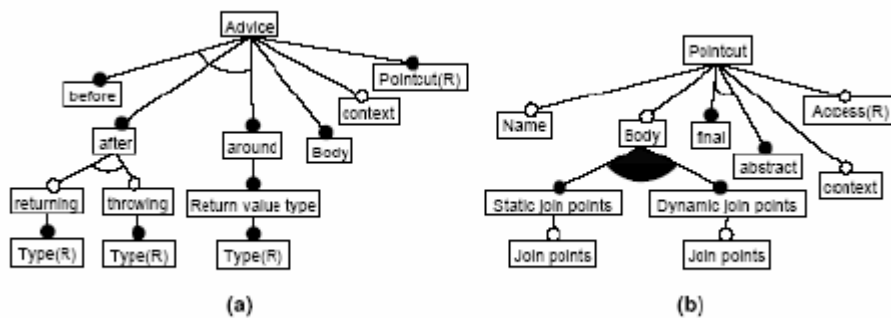 Advice
Pointcut(R)
before
context
after
around
Body
returning
throwing
Return value type
Type(R)
Type(R)
Type(R)
(a)
Pointcut
Name
Body
final
Access(R)
abstract
context
Static join points
Dynamic join points
Join points
Join points
(b)